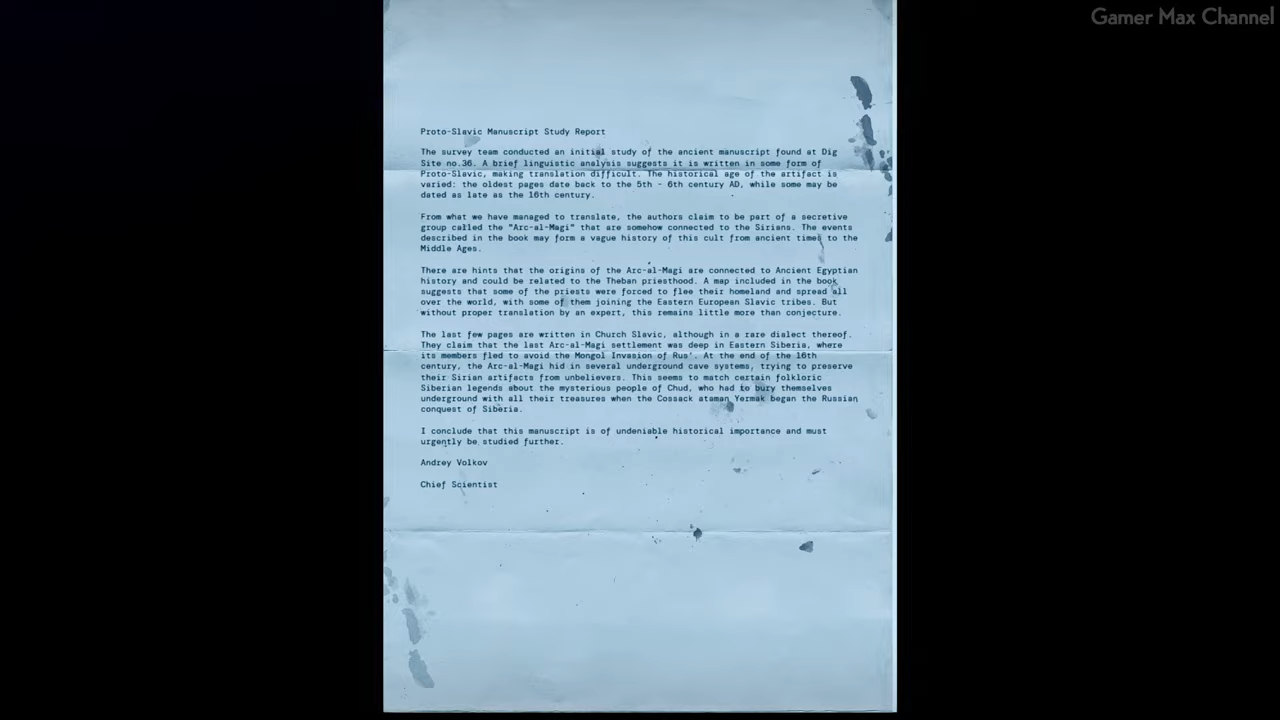 Gamer Max Channel
Proto-Slavic Manuscript Study Report
The survey team conducted an initial study of the ancient manuscript found at Dig
Site no.36. A brief linguistic analysis suggests it is written in some form of
Proto-Slavic, making translation difficult. The historical age of the artifact is
varied: the oldest pages date back to the 5th - 6th century AD, while some may be
dated as late as the 16th century.
From what we have managed to translate, the authors claim to be part of a secretive
group called the "Arc-al-Magi" that are somehow connected to the Sirians. The events
described in the book may form a vague history of this cult from ancient times to the
Middle Ages.
There are hints that the origins of the Arc-al-Magi are connected to Ancient Egyptian
history and could be related to the Theban priesthood. A map included in the book
suggests that some of the priests were forced to flee their homeland and spread all
over the world, with some of them joining the Eastern European Slavic tribes. But
without proper translation by an expert, this remains little more than conjecture.
The last few pages are written in Church Slavic, although in a rare dialect thereof.
They claim that the last Arc-al-Magi settlement was deep in Eastern Siberia, where
its members fled to avoid the Mongol Invasion of Rus'. At the end of the 16th
century, the Arc-al-Magi hid in several underground cave systems, trying to preserve
their Sirian artifacts from unbelievers. This seems to match certain folkloric
Siberian legends about the mysterious people of Chud, who had to bury themselves
underground with all their treasures when the Cossack ataman Yermak began the Russian
conquest of Siberia.
I conclude that this manuscript is of undeniable historical importance and must
urgently be studied further.
Andrey Volkov
Chief Scientist